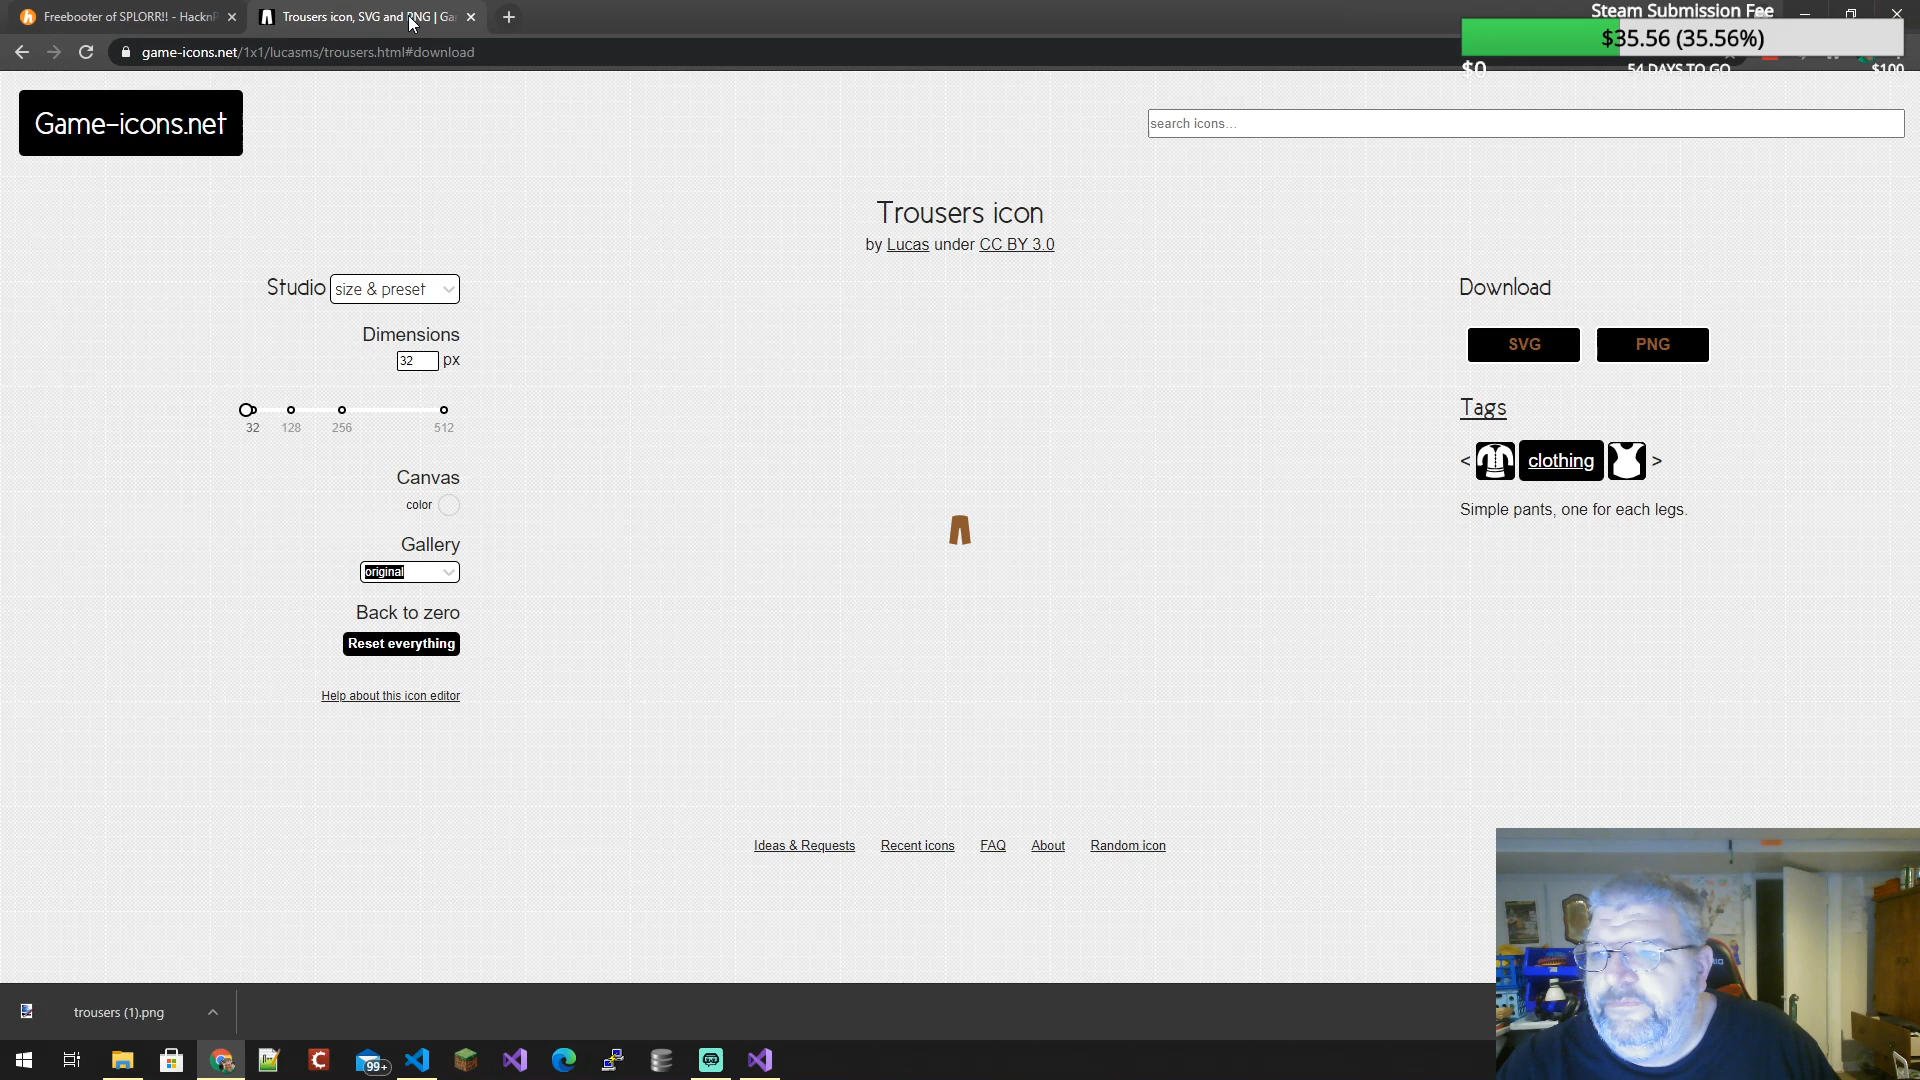 Freebooter of SPLORR!! - HacknP
Trousers icon, SVG and PNG | Ga
Steam Submission Fee
$35.56 (35.56%)
$0
54 DAYS TO GO
$100
game-icons.net/1x1/lucasms/trousers.html#download
Game-icons.net
search icons...
Trousers icon
by Lucas under CC BY 3.0
Studio
size & preset
Dimensions
32
px
32
128
256
512
Canvas
color
Gallery
original
Back to zero
Reset everything
Help about this icon editor
Download
SVG
PNG
Tags
<
clothing
>
Simple pants, one for each legs.
Ideas & Requests
Recent icons
FAQ
About
Random icon
trousers (1).png
99+